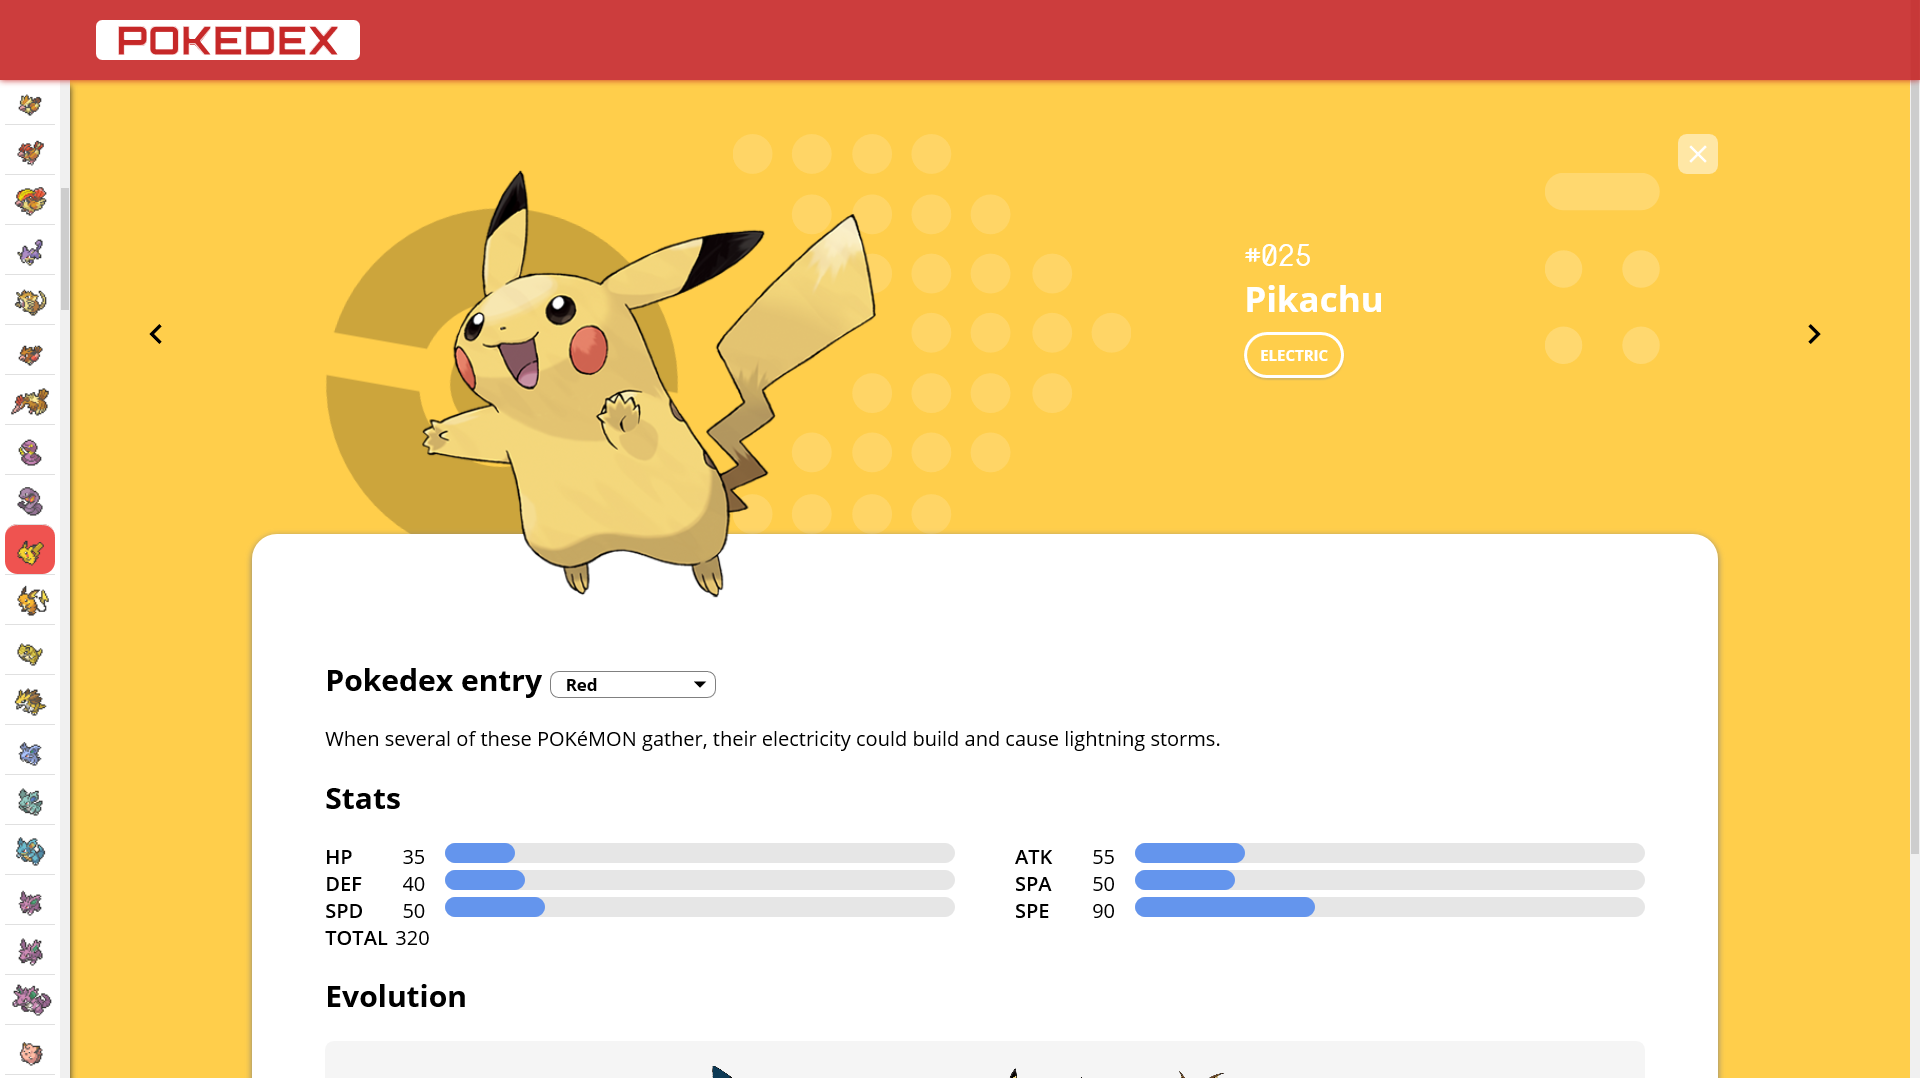 POKEDEX
#025
Pikachu
ELECTRIC
Pokedex entry Red
When several of these POKéMON gather, their electricity could build and cause lightning storms.
Stats
HP 35 ATK 55
DEF 40 SPA 50
SPD 50 SPE 90
TOTAL 320
Evolution